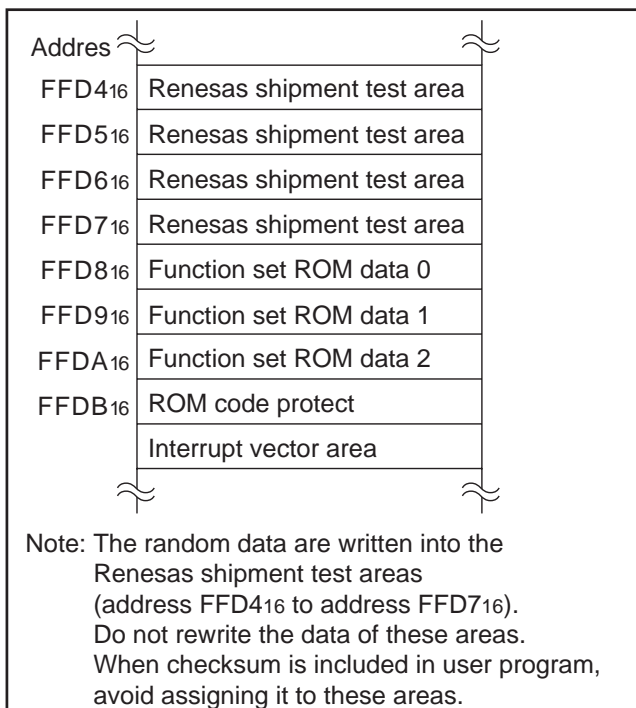 Addres
FFD416 Renesas shipment test area
FFD516 Renesas shipment test area
FFD616 Renesas shipment test area
FFD716 Renesas shipment test area
FFD816 Function set ROM data 0
FFD916 Function set ROM data 1
FFDA16 Function set ROM data 2
FFDB16 ROM code protect
Interrupt vector area
Note: The random data are written into the
Renesas shipment test areas
(address FFD416 to address FFD716).
Do not rewrite the data of these areas.
When checksum is included in user program,
avoid assigning it to these areas.